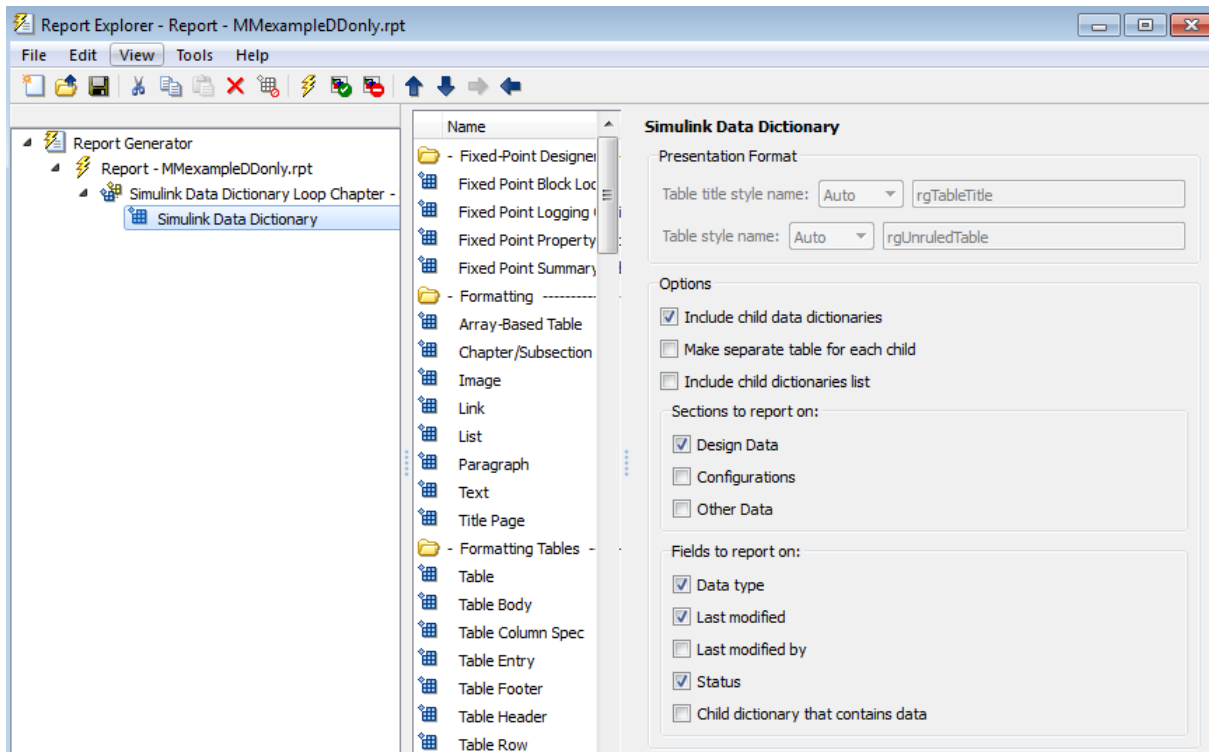 Report Explorer - Report - MMexampleDDonly.rpt
File Edit View Tools Help
Report Generator
Report - MMexampleDDonly.rpt
Simulink Data Dictionary Loop Chapter -
Simulink Data Dictionary
Name
- Fixed-Point Designer -
Fixed Point Block Loo
Fixed Point Logging
Fixed Point Property
Fixed Point Summary
- Formatting ----------
Array-Based Table
Chapter/Subsection
Image
Link
List
Paragraph
Text
Title Page
- Formatting Tables -
Table
Table Body
Table Column Spec
Table Entry
Table Footer
Table Header
Table Row
Simulink Data Dictionary
Presentation Format
Table title style name: Auto rgTableTitle
Table style name: Auto rgUnruledTable
Options
Include child data dictionaries
Make separate table for each child
Include child dictionaries list
Sections to report on:
Design Data
Configurations
Other Data
Fields to report on:
Data type
Last modified
Last modified by
Status
Child dictionary that contains data